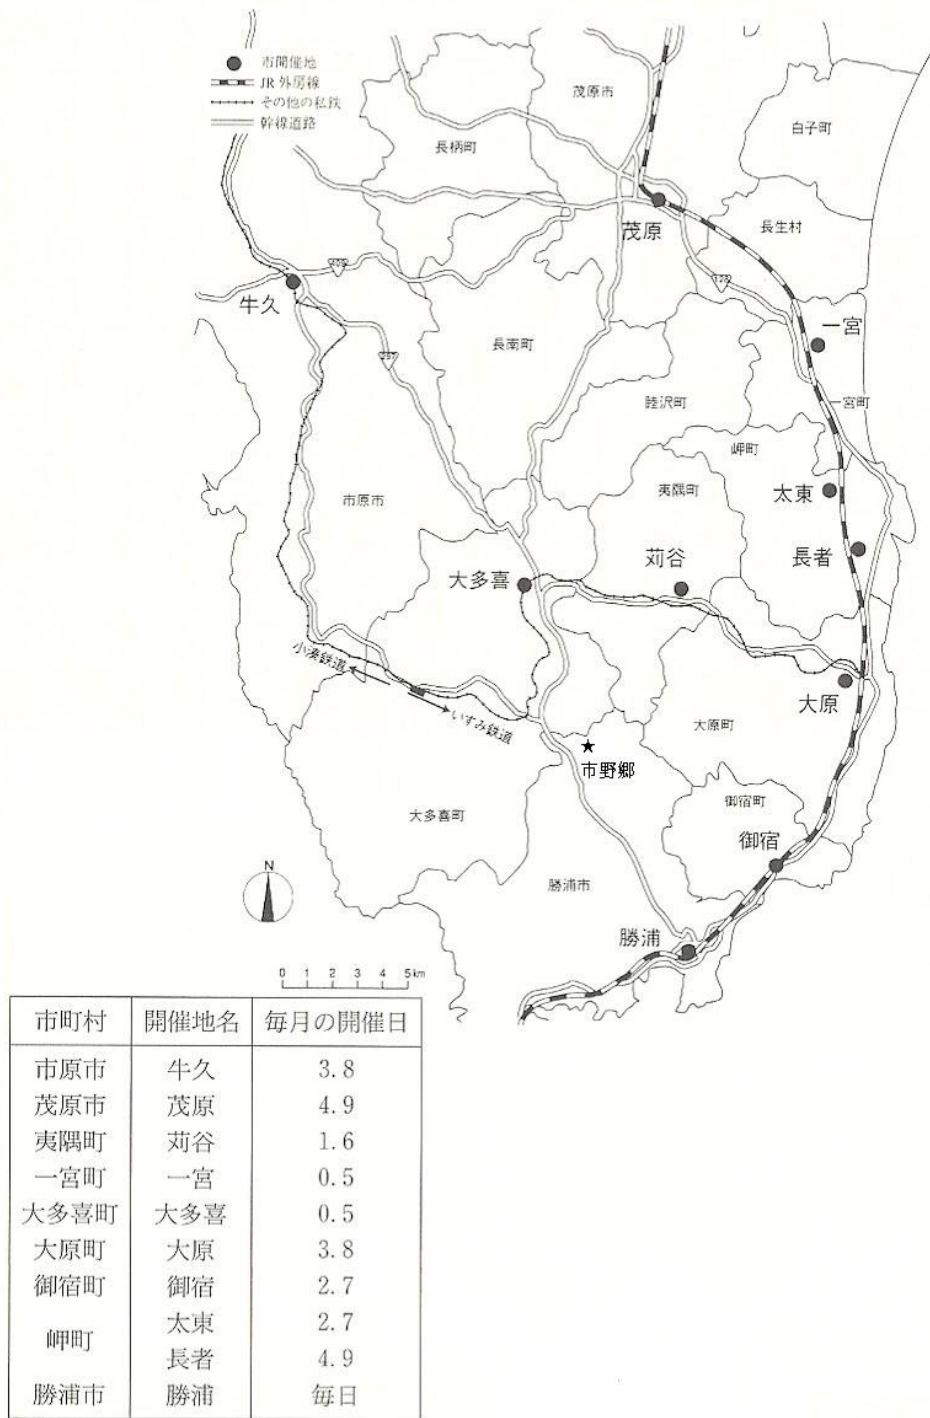 市開催地
JR 外房線
その他の私鉄
幹線道路
茂原市
白子町
長柄町
茂原
長生村
409
128
牛久
一宮
長南町
297
睦沢町
一宮町
岬町
夷隅町
太東
市原市
長者
大多喜
苅谷
小湊鉄道
いすみ鉄道
大原
大原町
★
市野郷
御宿町
大多喜町
御宿
N
勝浦市
勝浦
0 1 2 3 4 5km
市町村 開催地名 毎月の開催日
市原市 牛久 3.8
茂原市 茂原 4.9
夷隅町 苅谷 1.6
一宮町 一宮 0.5
大多喜町 大多喜 0.5
大原町 大原 3.8
御宿町 御宿 2.7
岬町 太東 2.7
長者 4.9
勝浦市 勝浦 毎日